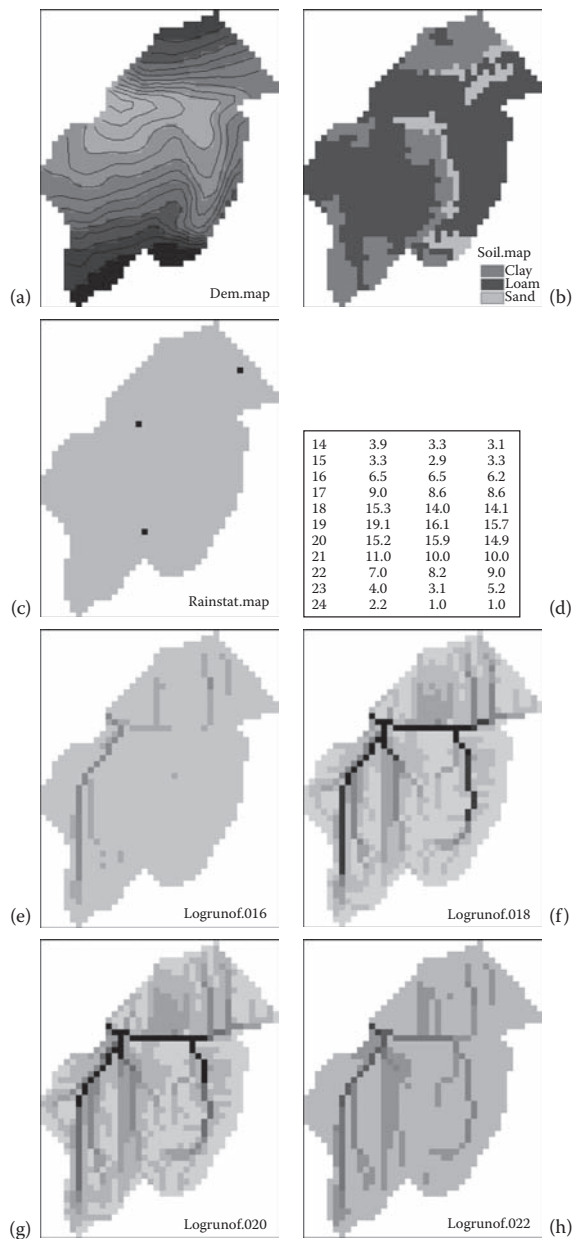 (a)
Dem.map
Soil.map
Clay
Loam
Sand
(b)
(c)
Rainstat.map
14 3.9 3.3 3.1
15 3.3 2.9 3.3
16 6.5 6.5 6.2
17 9.0 8.6 8.6
18 15.3 14.0 14.1
19 19.1 16.1 15.7
20 15.2 15.9 14.9
21 11.0 10.0 10.0
22 7.0 8.2 9.0
23 4.0 3.1 5.2
24 2.2 1.0 1.0
(d)
(e)
Logrunof.016
Logrunof.018
(f)
(g)
Logrunof.020
Logrunof.022
(h)